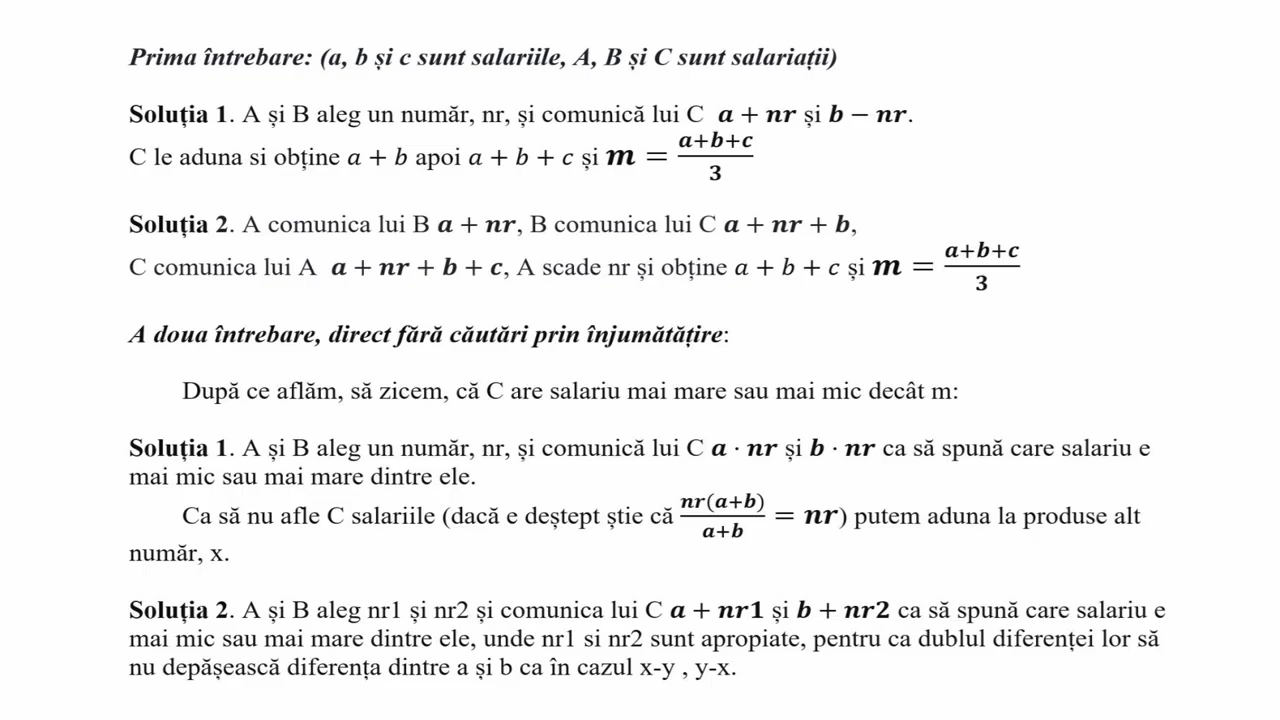 Prima întrebare: (a, b și c sunt salariile, A, B și C sunt salariații)
Soluția 1. A și B aleg un număr, nr, și comunică lui C a + nr și b − nr.
C le aduna si obține a + b apoi a + b + c și m = (a+b+c)/3
Soluția 2. A comunica lui B a + nr, B comunica lui C a + nr + b,
C comunica lui A a + nr + b + c, A scade nr și obține a + b + c și m = (a+b+c)/3
A doua întrebare, direct fără căutări prin înjumătățire:
După ce aflăm, să zicem, că C are salariu mai mare sau mai mic decât m:
Soluția 1. A și B aleg un număr, nr, și comunică lui C a · nr și b · nr ca să spună care salariu e
mai mic sau mai mare dintre ele.
Ca să nu afle C salariile (dacă e deștept știe că nr(a+b)/(a+b) = nr) putem aduna la produse alt
număr, x.
Soluția 2. A și B aleg nr1 și nr2 și comunica lui C a + nr1 și b + nr2 ca să spună care salariu e
mai mic sau mai mare dintre ele, unde nr1 si nr2 sunt apropiate, pentru ca dublul diferenței lor să
nu depășească diferența dintre a și b ca în cazul x-y , y-x.